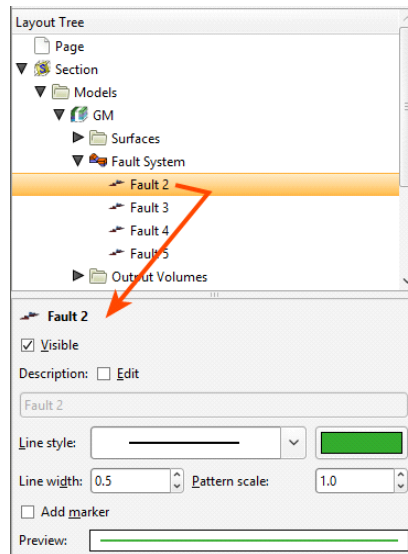 Layout Tree
Page
Section
Models
GM
Surfaces
Fault System
Fault 2
Fault 3
Fault 4
Fault 5
Output Volumes
Fault 2
Visible
Description: Edit
Fault 2
Line style:
Line width: 0.5 Pattern scale: 1.0
Add marker
Preview: